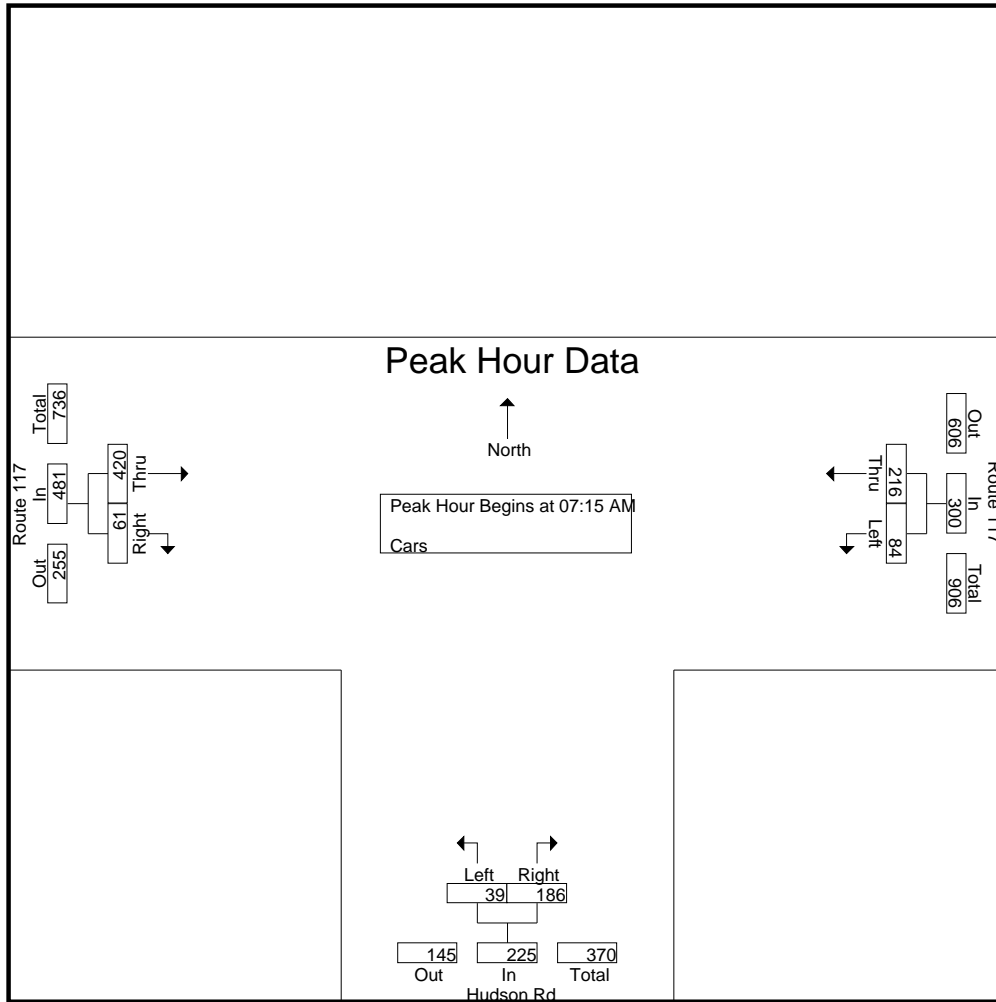 Peak Hour Data
North
Peak Hour Begins at 07:15 AM
Cars
Route 117
Total
736
In
481
Out
255
420
Thru
61
Right
Route 117
Out
606
In
300
Total
906
216
Thru
84
Left
Left Right
39 186
145 225 370
Out In Total
Hudson Rd